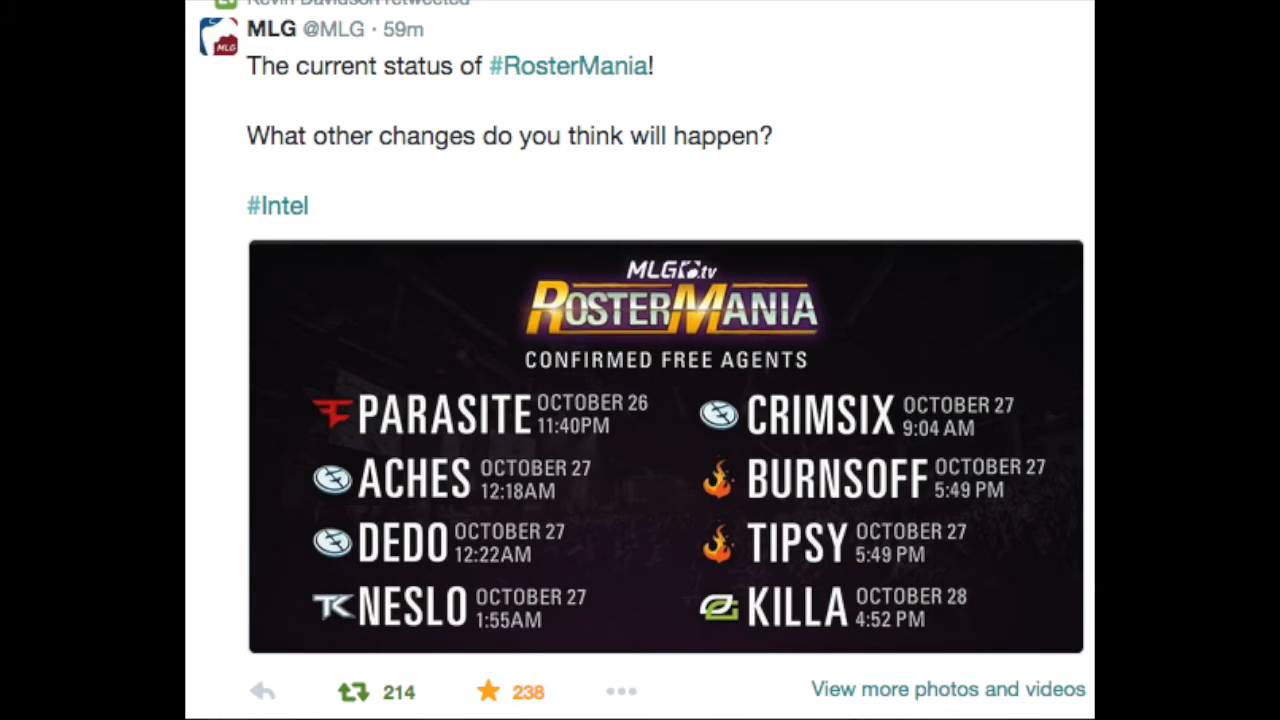 Kevin Davidson retweeted
MLG @MLG · 59m
The current status of #RosterMania!
What other changes do you think will happen?
#Intel
MLG.tv
ROSTERMANIA
CONFIRMED FREE AGENTS
PARASITE OCTOBER 26 11:40PM
ACHES OCTOBER 27 12:18AM
DEDO OCTOBER 27 12:22AM
NESLO OCTOBER 27 1:55AM
CRIMSIX OCTOBER 27 9:04 AM
BURNSOFF OCTOBER 27 5:49 PM
TIPSY OCTOBER 27 5:49 PM
KILLA OCTOBER 28 4:52 PM
214 238 View more photos and videos